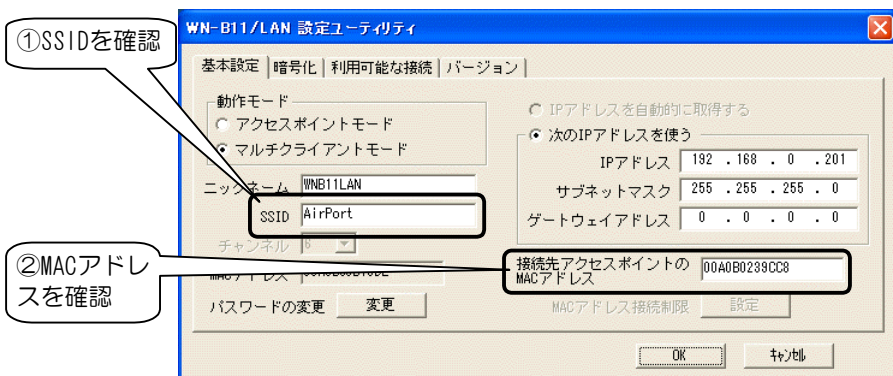 ①SSIDを確認
WN-B11/LAN 設定ユーティリティ
基本設定 暗号化 利用可能な接続 バージョン
動作モード
アクセスポイントモード
マルチクライアントモード
IPアドレスを自動的に取得する
次のIPアドレスを使う
IPアドレス 192 . 168 . 0 . 201
サブネットマスク 255 . 255 . 255 . 0
ゲートウェイアドレス 0 . 0 . 0 . 0
ニックネーム WNB11LAN
SSID AirPort
チャンネル 6
②MACアドレ
スを確認
MACアドレス
接続先アクセスポイントの
MACアドレス 00A0B0239CC8
パスワードの変更 変更
MACアドレス接続制限 設定
OK キャンセル